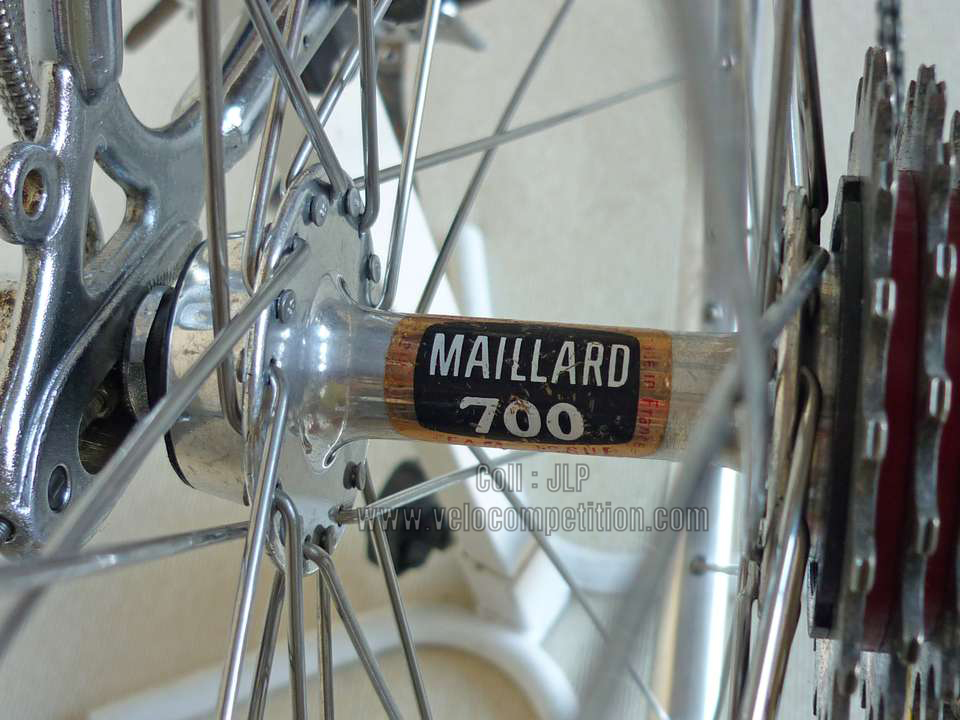 MAILLARD
700
Coll : JLP
www.velocompetition.com